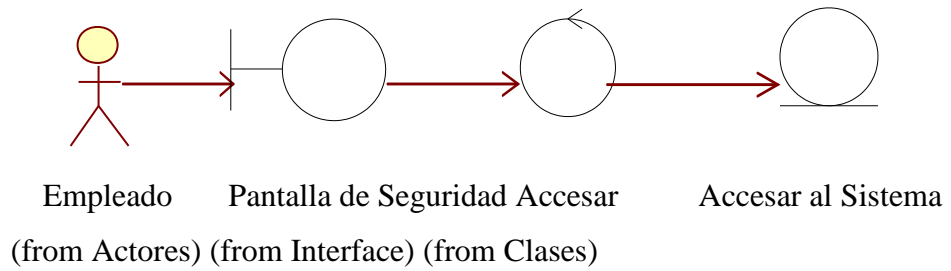 Empleado Pantalla de Seguridad Accesar Accesar al Sistema
(from Actores) (from Interface) (from Clases)